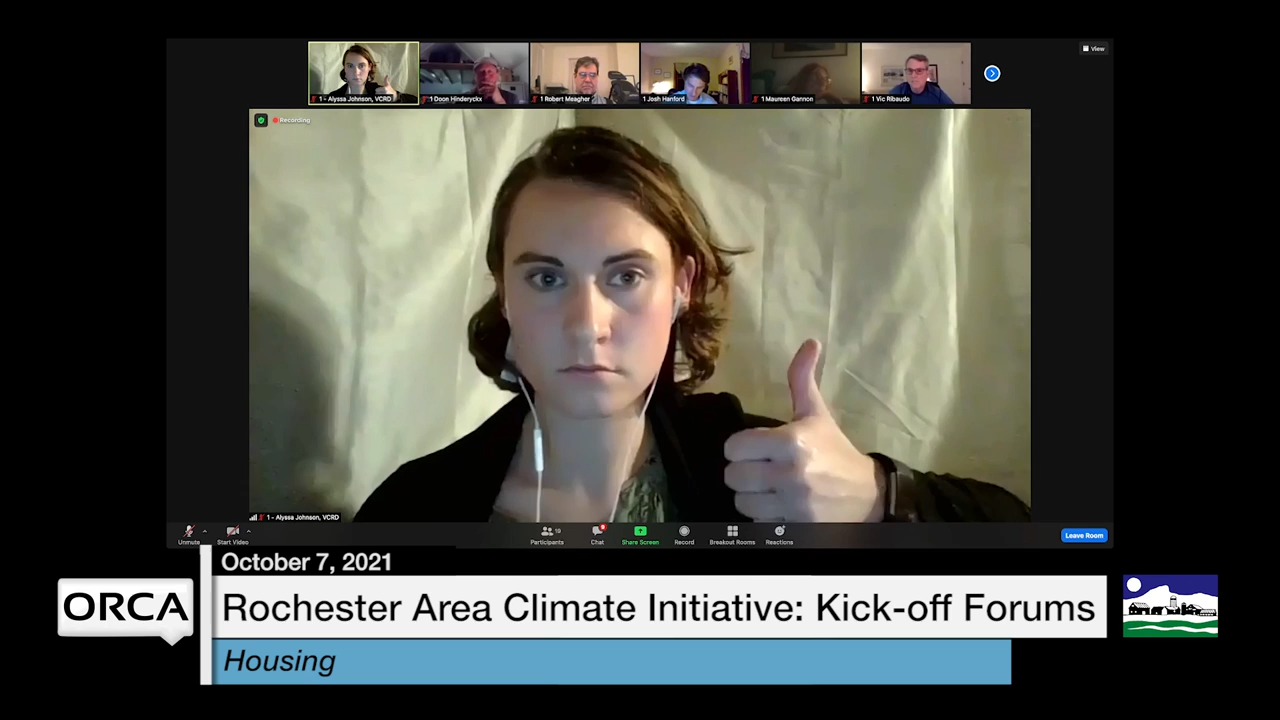 View
1 - Alyssa Johnson, VCRD
1 Doon Hinderyckx
1 Robert Meagher
1 Josh Hanford
1 Maureen Gannon
1 Vic Ribaudo
Recording
1 - Alyssa Johnson, VCRD
Unmute
Start Video
Participants
Chat
Share Screen
Record
Breakout Rooms
Reactions
Leave Room
October 7, 2021
ORCA
Rochester Area Climate Initiative: Kick-off Forums
Housing